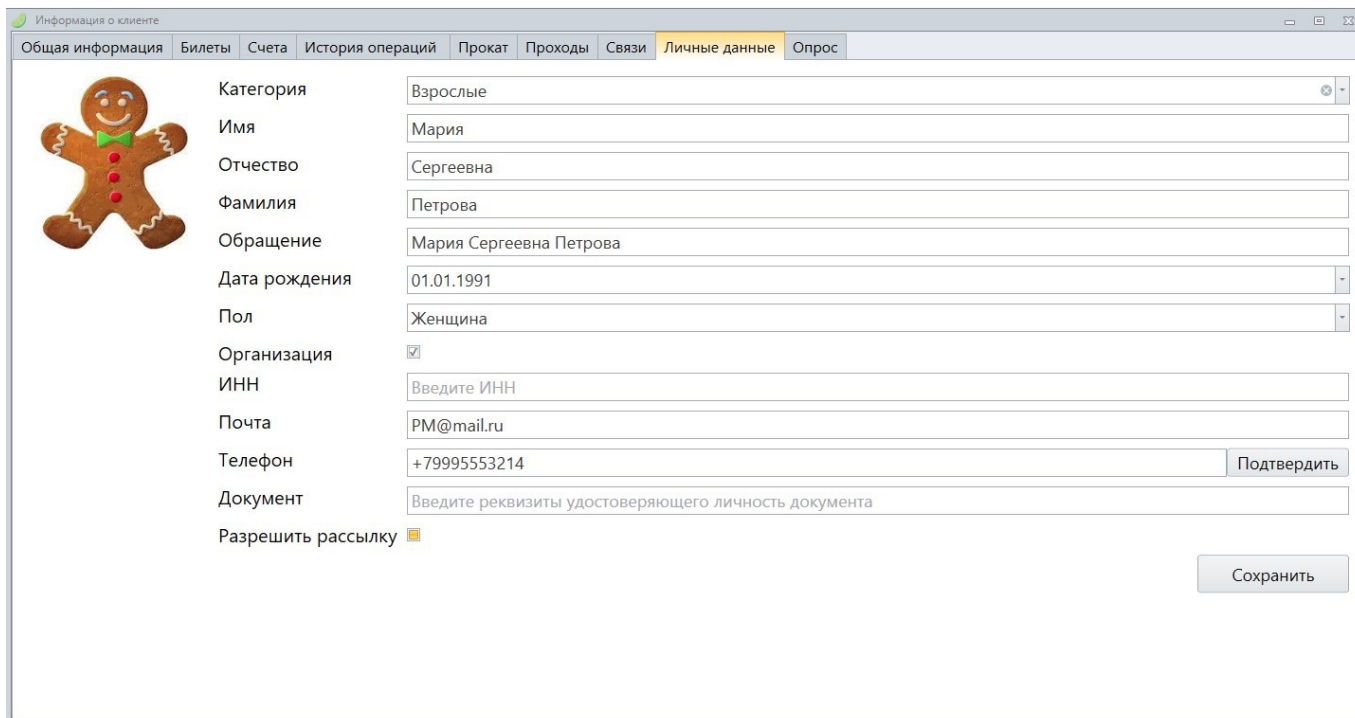 Информация о клиенте
Общая информация Билеты Счета История операций Прокат Проходы Связи Личные данные Опрос
Категория Взрослые
Имя Мария
Отчество Сергеевна
Фамилия Петрова
Обращение Мария Сергеевна Петрова
Дата рождения 01.01.1991
Пол Женщина
Организация
ИНН Введите ИНН
Почта PM@mail.ru
Телефон +79995553214 Подтвердить
Документ Введите реквизиты удостоверяющего личность документа
Разрешить рассылку
Сохранить